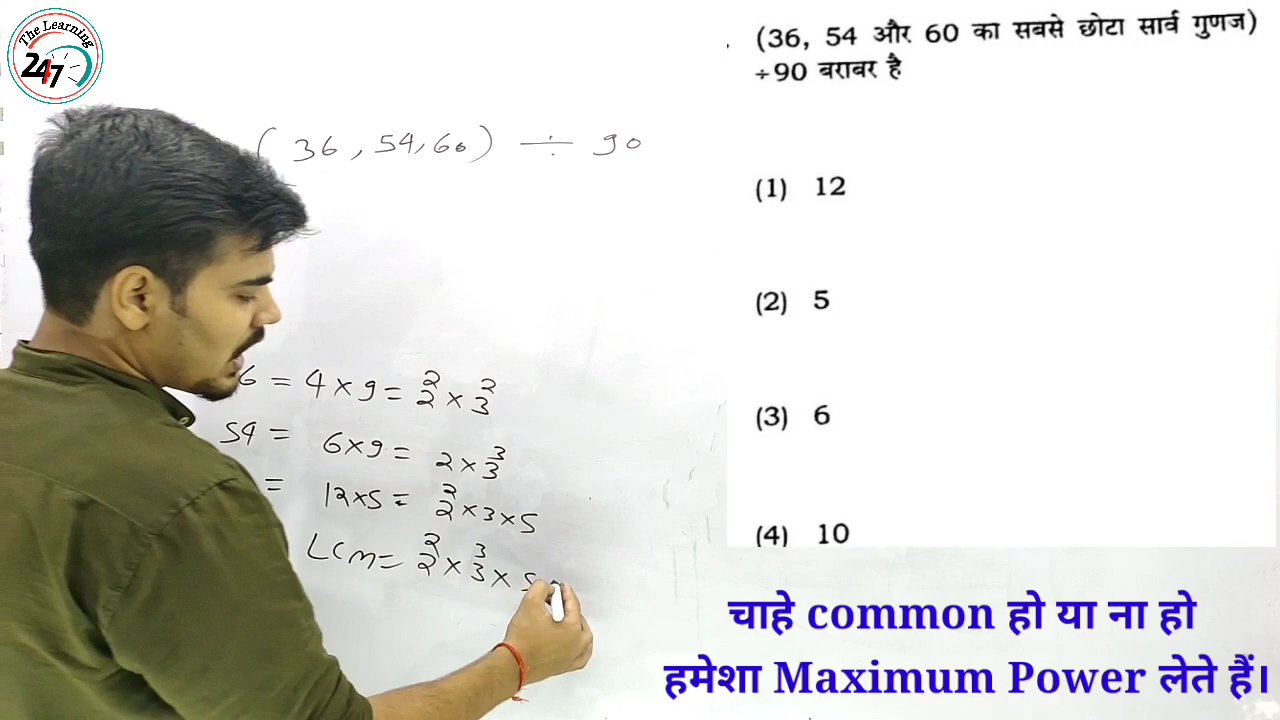 The Learning
247
(36, 54 और 60 का सबसे छोटा सार्व गुणज)
÷90 बराबर है
(36, 54, 60) ÷ 90
(1) 12
(2) 5
(3) 6
(4) 10
6 = 4 × 9 = 2² × 3²
54 = 6×9 = 2 × 3³
= 12×5 = 2² × 3 × 5
LCM = 2² × 3³ × 5
चाहे common हो या ना हो
हमेशा Maximum Power लेते हैं।